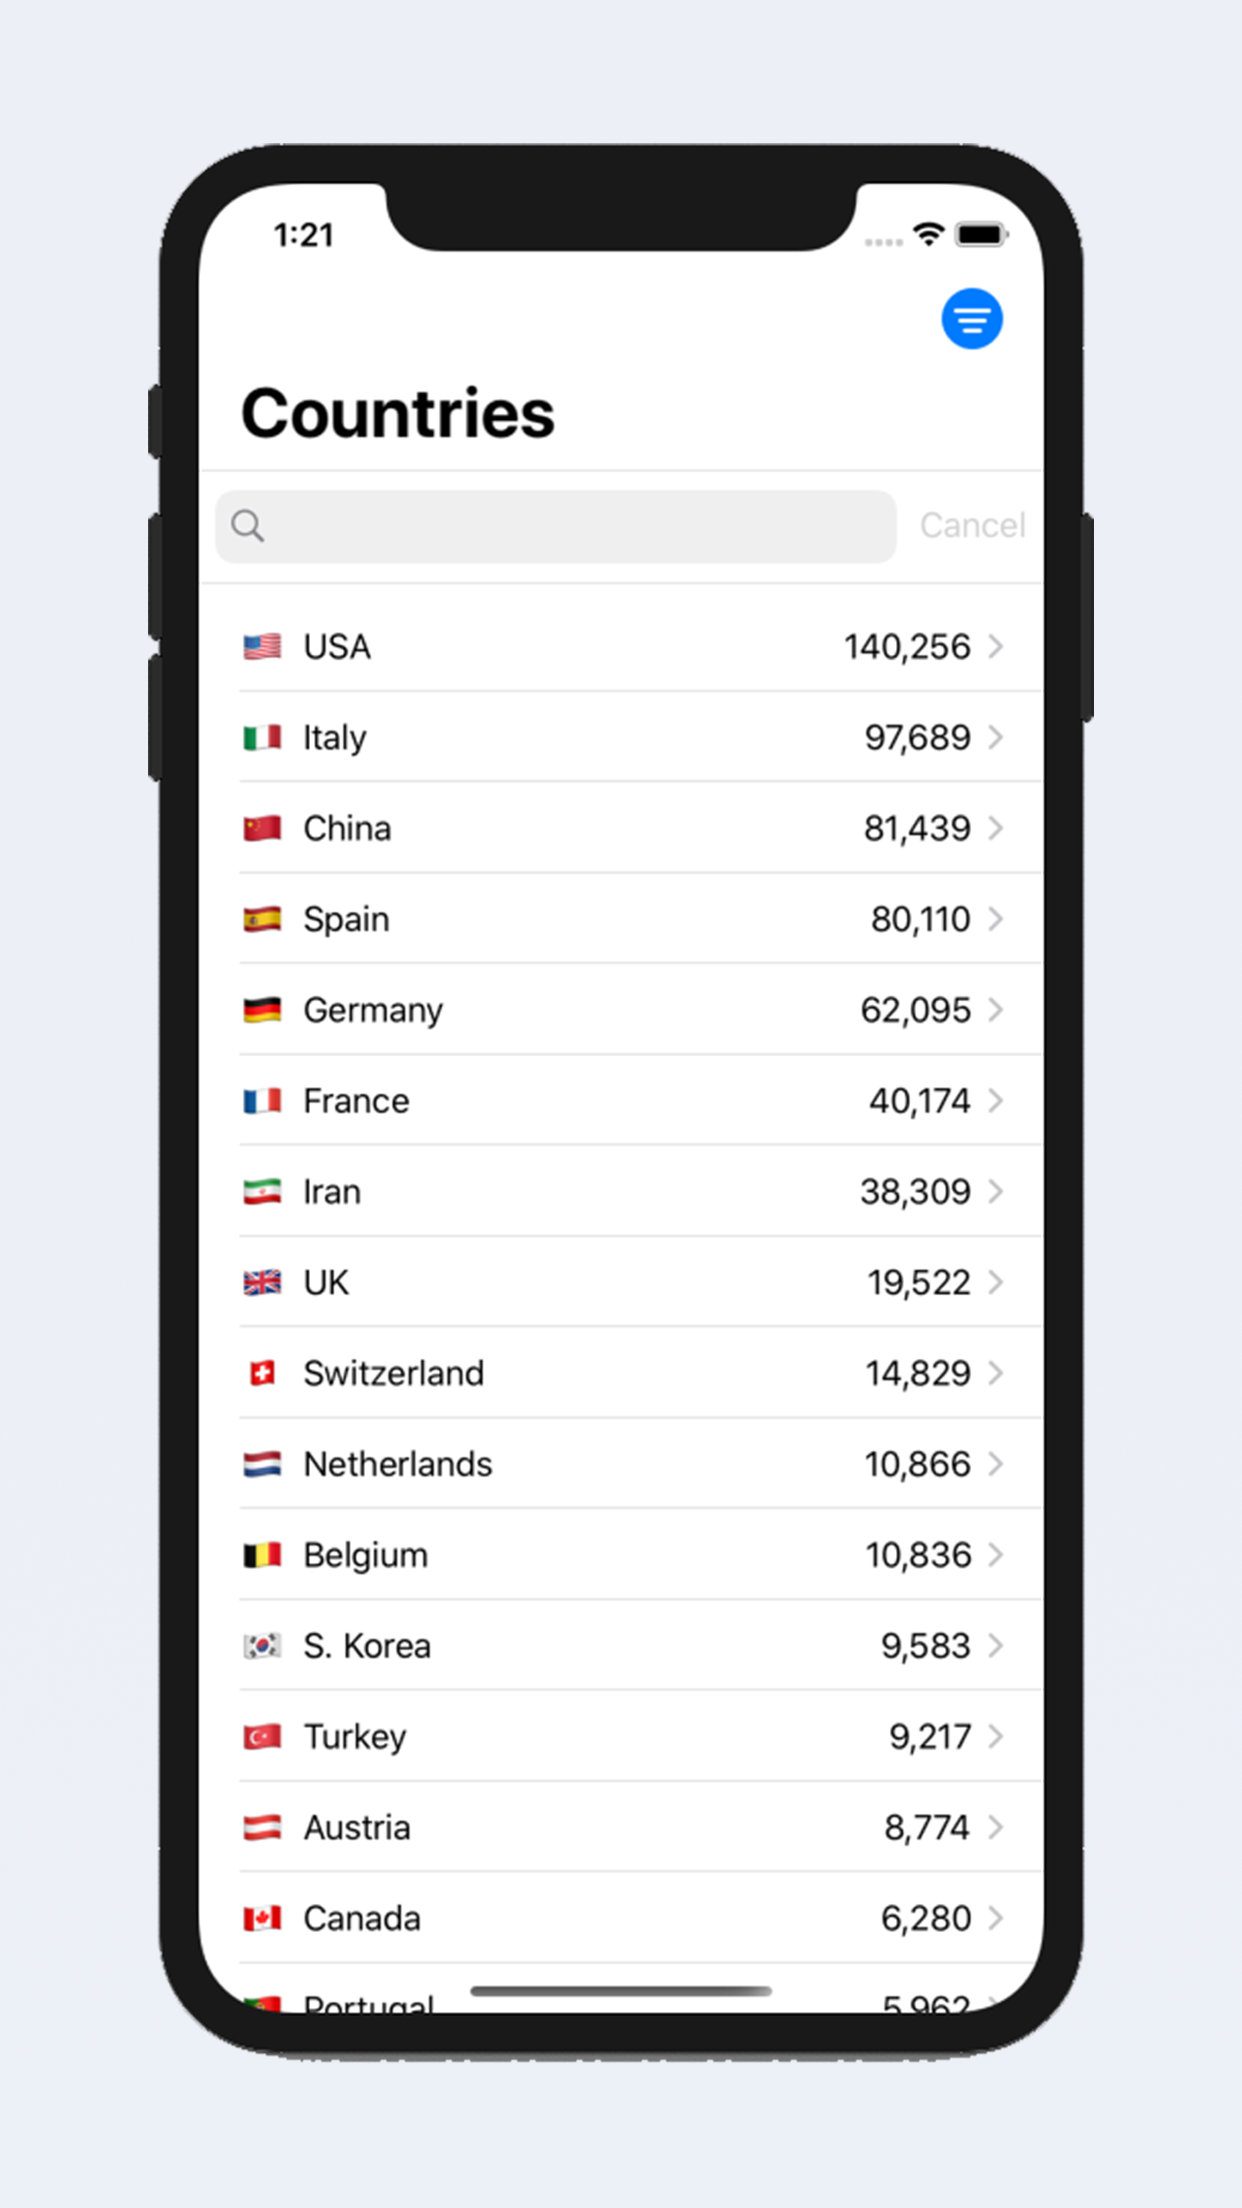 1:21
Countries
Cancel
USA 140,256
Italy 97,689
China 81,439
Spain 80,110
Germany 62,095
France 40,174
Iran 38,309
UK 19,522
Switzerland 14,829
Netherlands 10,866
Belgium 10,836
S. Korea 9,583
Turkey 9,217
Austria 8,774
Canada 6,280
Portugal 5,962